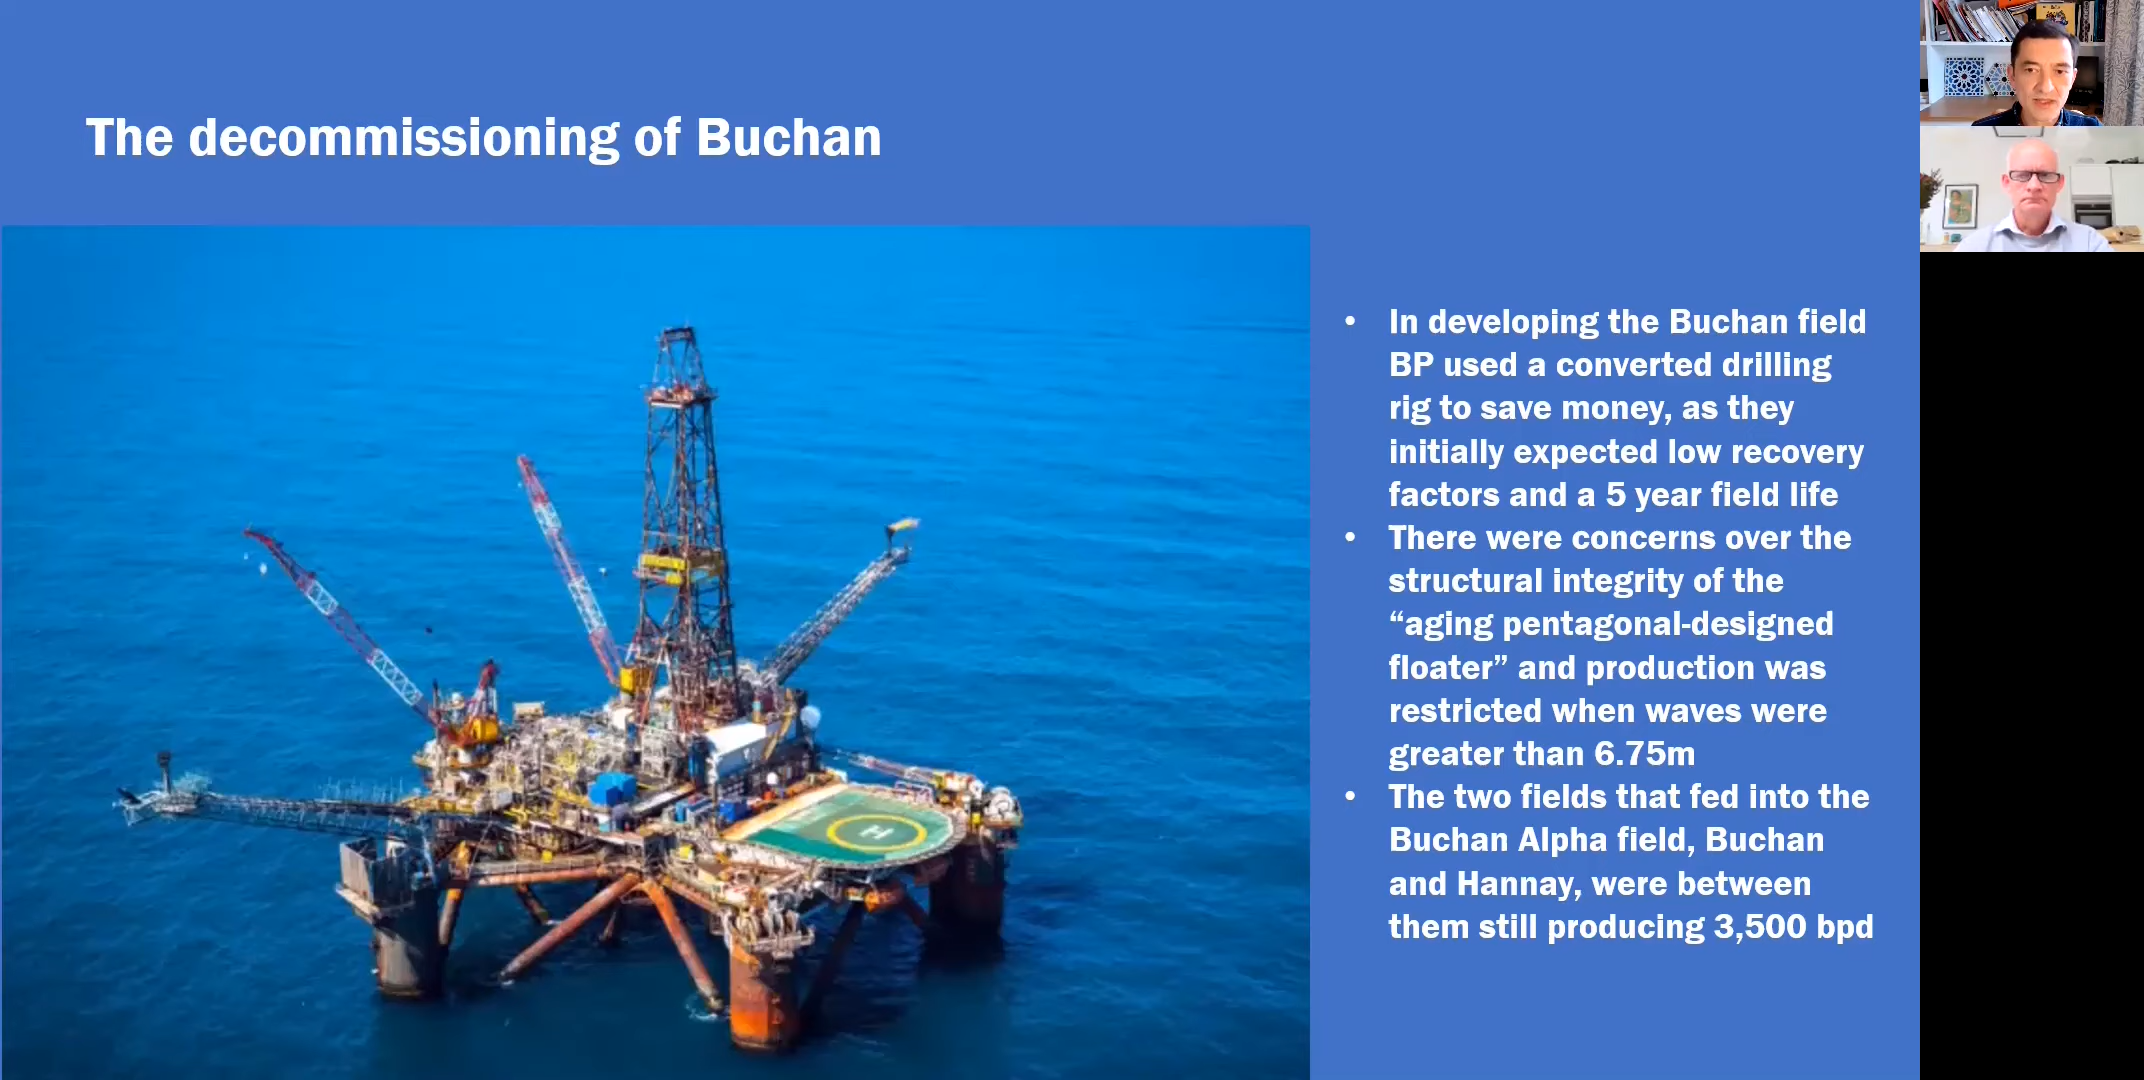 The decommissioning of Buchan
• In developing the Buchan field
BP used a converted drilling
rig to save money, as they
initially expected low recovery
factors and a 5 year field life
• There were concerns over the
structural integrity of the
“aging pentagonal-designed
floater” and production was
restricted when waves were
greater than 6.75m
• The two fields that fed into the
Buchan Alpha field, Buchan
and Hannay, were between
them still producing 3,500 bpd
H